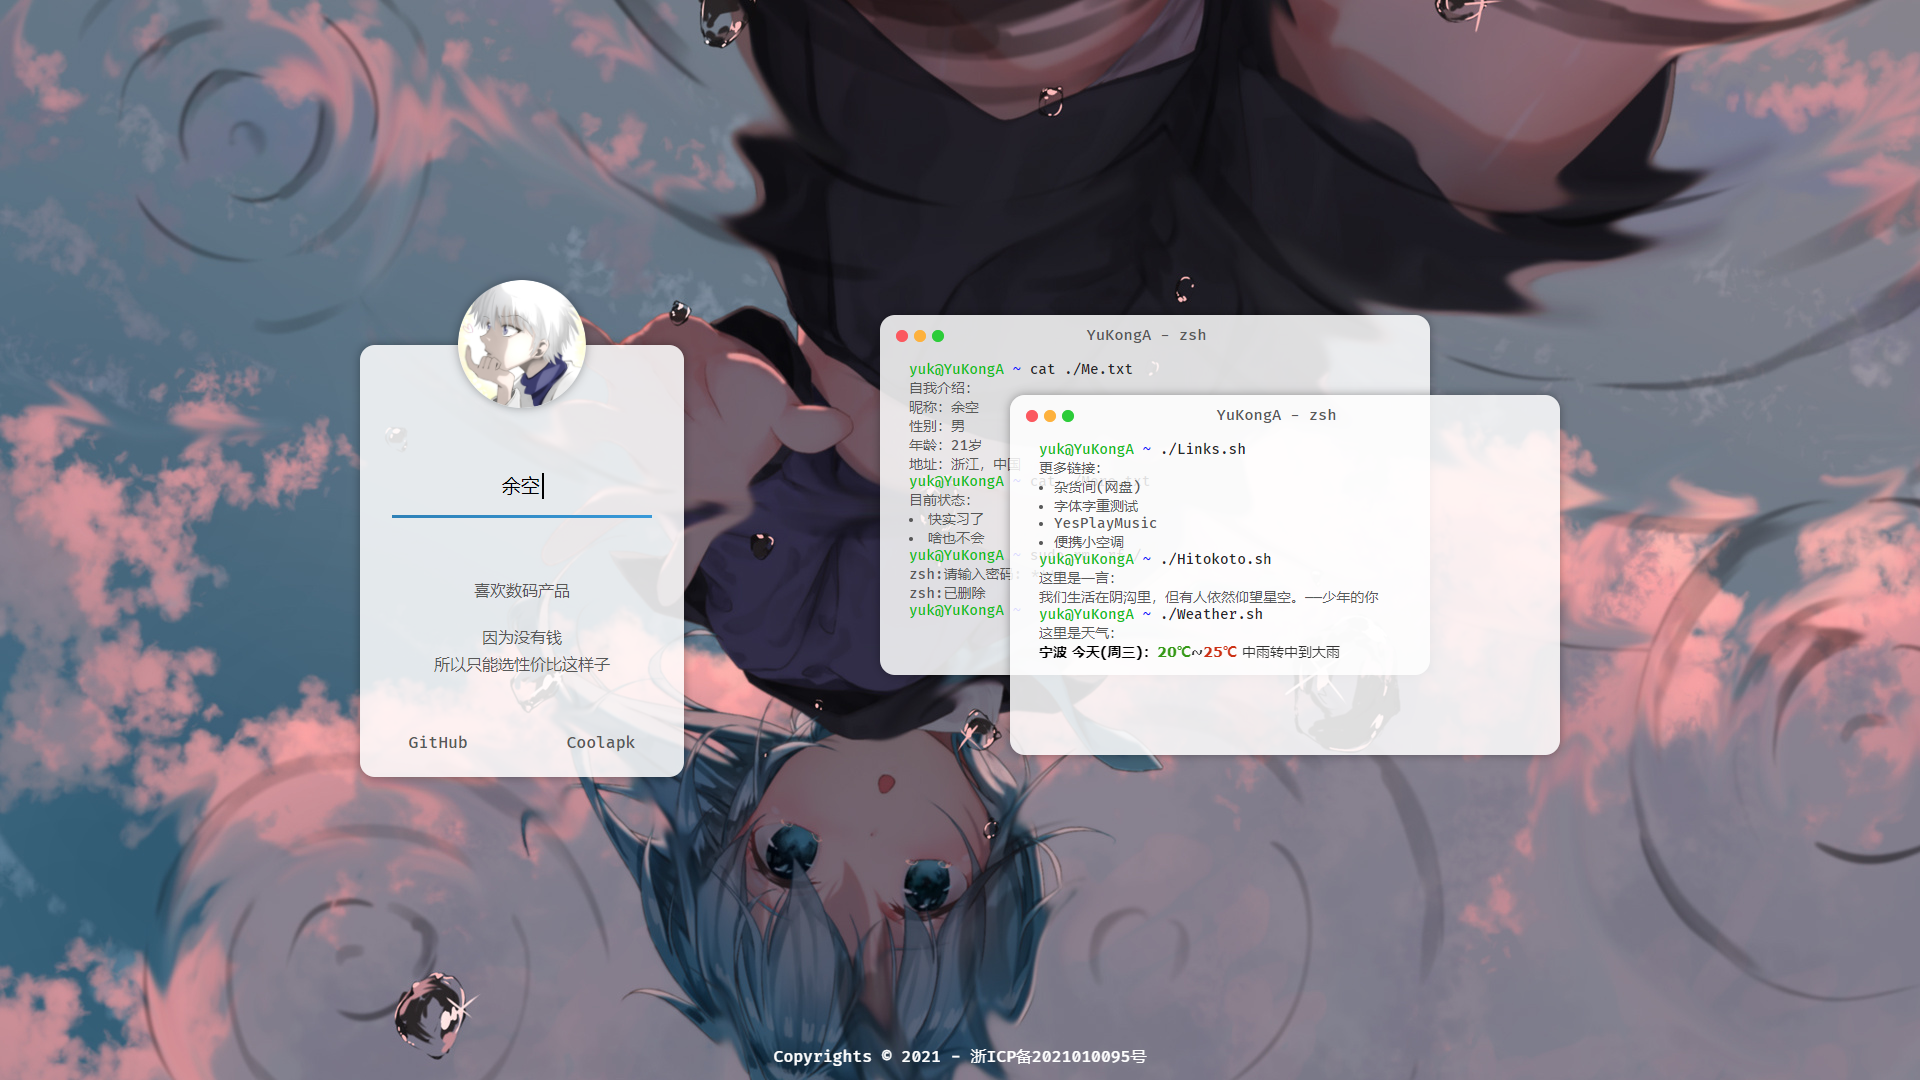 余空
喜欢数码产品
因为没有钱
所以只能选性价比这样子
GitHub
Coolapk
YuKongA - zsh
yuk@YuKongA ~ cat ./Me.txt
自我介绍:
昵称: 余空
性别: 男
年龄: 21岁
地址: 浙江, 中国
yuk@YuKongA ~
目前状态:
• 快实习了
• 啥也不会
yuk@YuKongA ~
zsh:请输入密码:
zsh:已删除
yuk@YuKongA ~
YuKongA - zsh
yuk@YuKongA ~ ./Links.sh
更多链接:
• 杂货间(网盘)
• 字体字重测试
• YesPlayMusic
• 便携小空调
yuk@YuKongA ~ ./Hitokoto.sh
这里是一言:
我们生活在阴沟里，但有人依然仰望星空。——少年的你
yuk@YuKongA ~ ./Weather.sh
这里是天气:
宁波 今天(周三): 20℃~25℃ 中雨转中到大雨
Copyrights © 2021 - 浙ICP备2021010095号